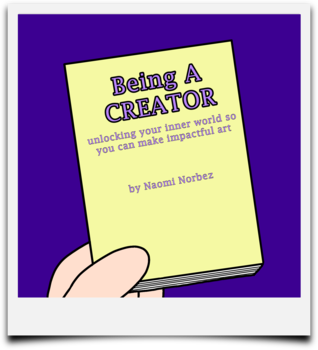 Being A
CREATOR
unlocking your inner world so
you can make impactful art
by Naomi Norbez